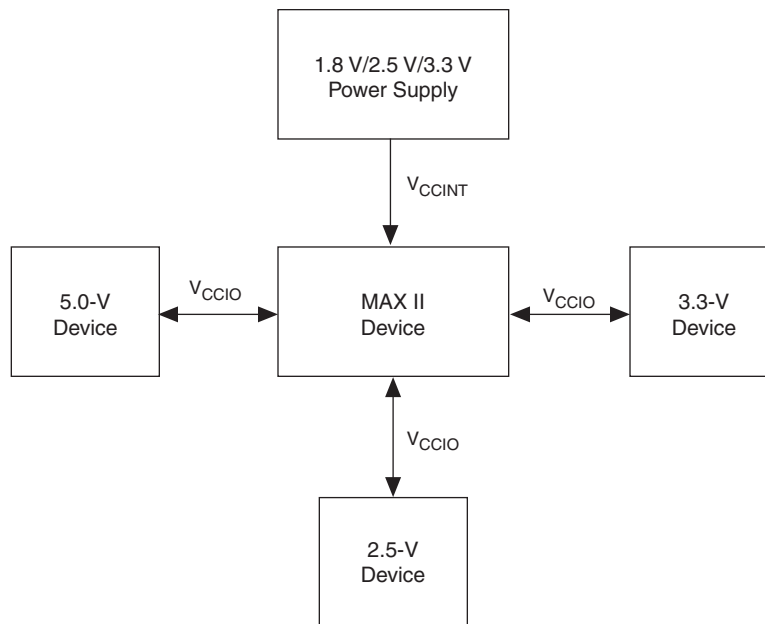 1.8 V/2.5 V/3.3 V
Power Supply
VCCINT
5.0-V
Device
VCCIO
MAX II
Device
VCCIO
3.3-V
Device
VCCIO
2.5-V
Device